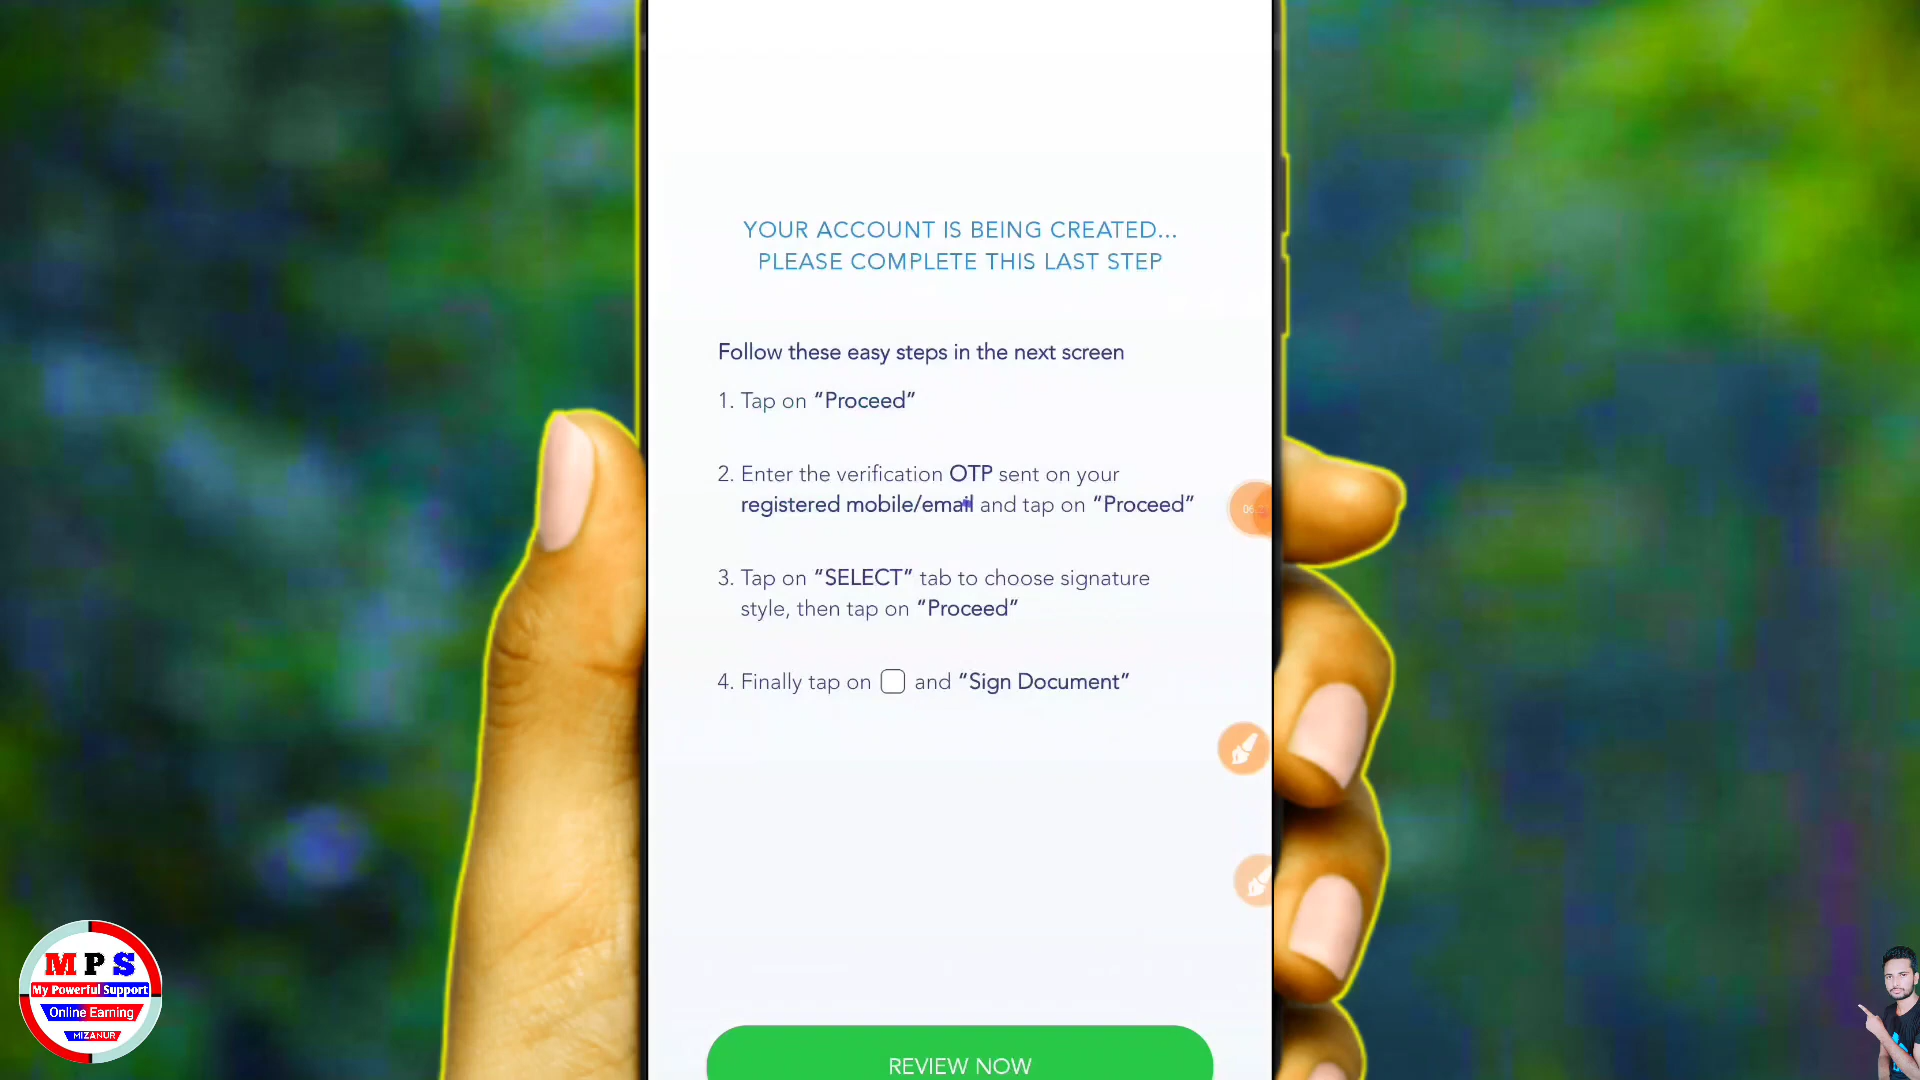 YOUR ACCOUNT IS BEING CREATED...
PLEASE COMPLETE THIS LAST STEP
Follow these easy steps in the next screen
1. Tap on “Proceed”
2. Enter the verification OTP sent on your
registered mobile/email and tap on “Proceed”
3. Tap on “SELECT” tab to choose signature
style, then tap on “Proceed”
4. Finally tap on and “Sign Document”
REVIEW NOW
M P S
My Powerful Support
Online Earning
MIZANUR